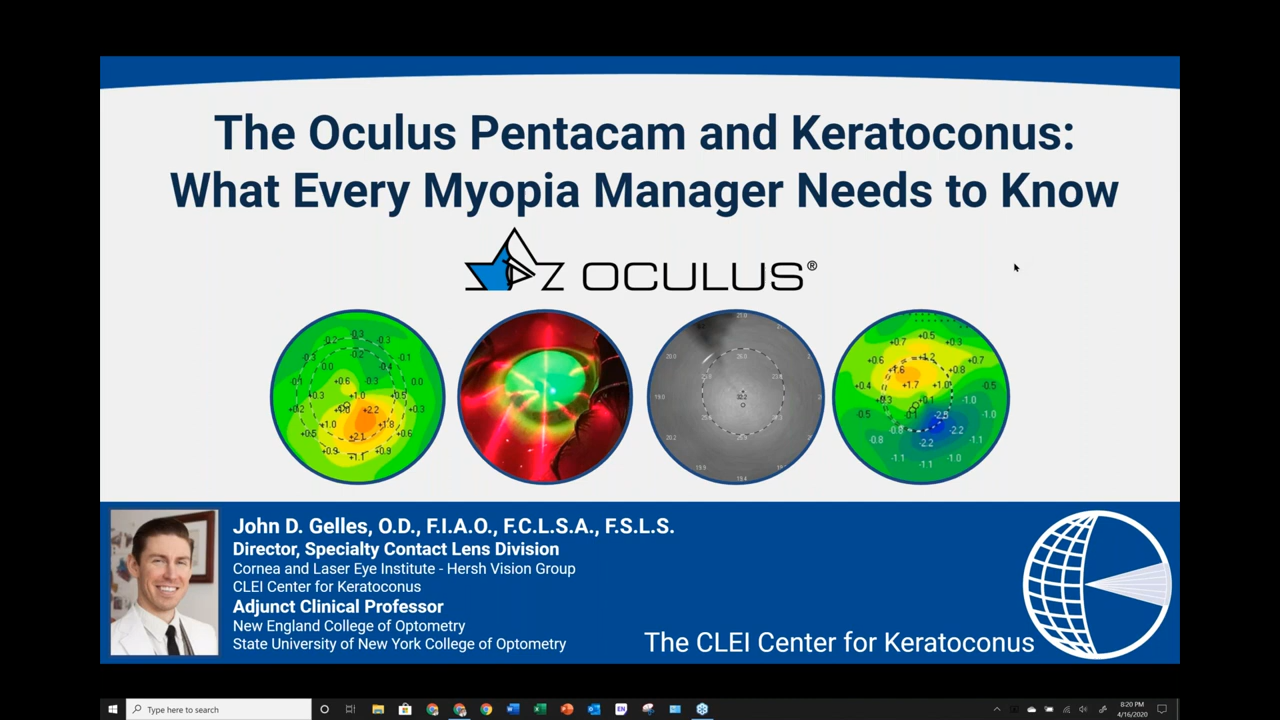 The Oculus Pentacam and Keratoconus:
What Every Myopia Manager Needs to Know
OCULUS®
John D. Gelles, O.D., F.I.A.O., F.C.L.S.A., F.S.L.S.
Director, Specialty Contact Lens Division
Cornea and Laser Eye Institute - Hersh Vision Group
CLEI Center for Keratoconus
Adjunct Clinical Professor
New England College of Optometry
State University of New York College of Optometry
The CLEI Center for Keratoconus
Type here to search
8:20 PM
4/16/2020